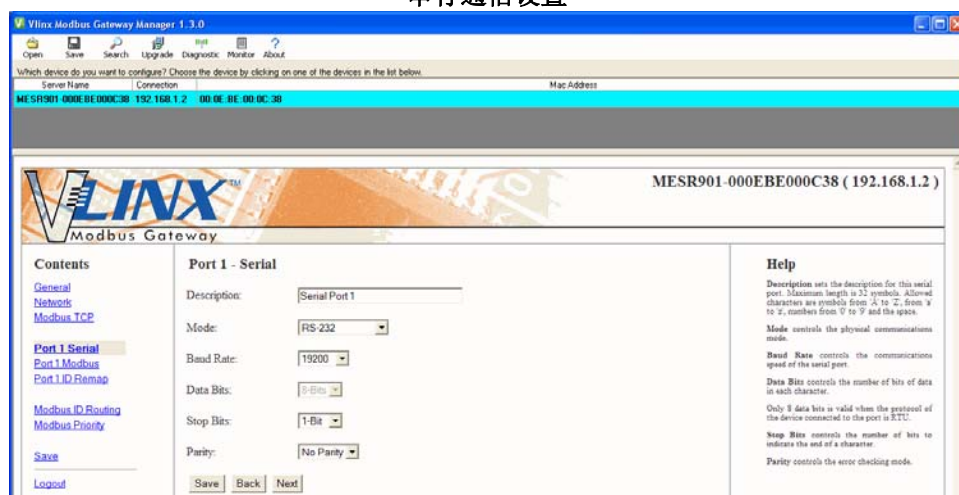 串行通信设置
Vlinx Modbus Gateway Manager 1.3.0
Open Save Search Upgrade Diagnostic Monitor About
Which device do you want to configure? Choose the device by clicking on one of the devices in the list below.
Server Name Connection Mac Address
MESR901-000EBE000C38 192.168.1.2 00:0E:BE:00:0C:38
VLINX TM
Modbus Gateway
MESR901-000EBE000C38 ( 192.168.1.2 )
Contents
General
Network
Modbus TCP
Port 1 Serial
Port 1 Modbus
Port 1 ID Remap
Modbus ID Routing
Modbus Priority
Save
Logout
Port 1 - Serial
Description: Serial Port 1
Mode: RS-232
Baud Rate: 19200
Data Bits: 8-Bits
Stop Bits: 1-Bit
Parity: No Parity
Save Back Next
Help
Description sets the description for this serial
port. Maximum length is 32 symbols. Allowed
characters are symbols from 'A' to 'Z', from 'a'
to 'z', numbers from '0' to '9' and the space.
Mode controls the physical communications
mode.
Baud Rate controls the communications
speed of the serial port.
Data Bits controls the number of bits of data
in each character.
Only 8 data bits is valid when the protocol of
the device connected to the port is RTU.
Stop Bits controls the number of bits to
indicate the end of a character.
Parity controls the error checking mode.